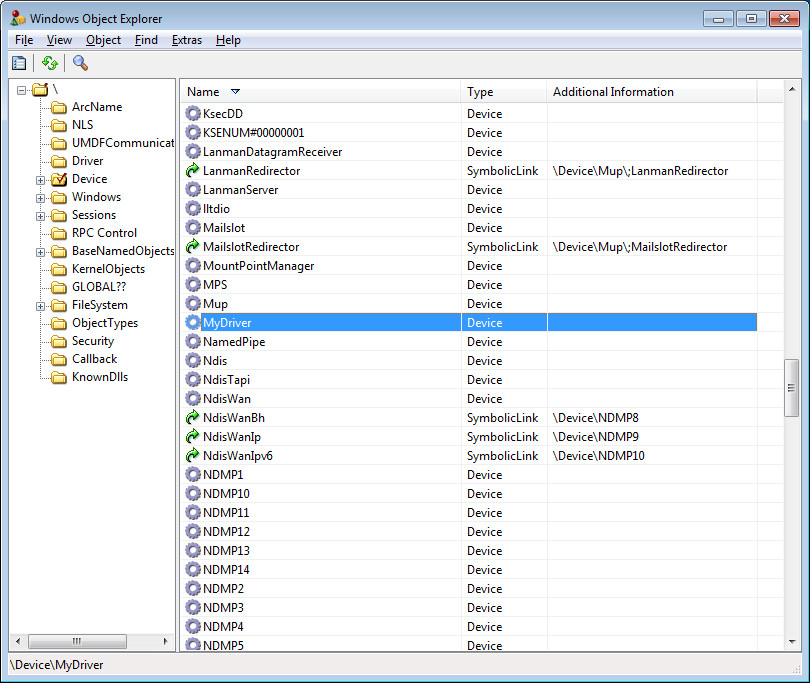 Windows Object Explorer
File View Object Find Extras Help
\
ArcName
NLS
UMDFCommunicat
Driver
Device
Windows
Sessions
RPC Control
BaseNamedObjects
KernelObjects
GLOBAL??
FileSystem
ObjectTypes
Security
Callback
KnownDlls
Name Type Additional Information
KsecDD Device
KSENUM#00000001 Device
LanmanDatagramReceiver Device
LanmanRedirector SymbolicLink \Device\Mup\;LanmanRedirector
LanmanServer Device
lltdio Device
Mailslot Device
MailslotRedirector SymbolicLink \Device\Mup\;MailslotRedirector
MountPointManager Device
MPS Device
Mup Device
MyDriver Device
NamedPipe Device
Ndis Device
NdisTapi Device
NdisWan Device
NdisWanBh SymbolicLink \Device\NDMP8
NdisWanIp SymbolicLink \Device\NDMP9
NdisWanIpv6 SymbolicLink \Device\NDMP10
NDMP1 Device
NDMP10 Device
NDMP11 Device
NDMP12 Device
NDMP13 Device
NDMP14 Device
NDMP2 Device
NDMP3 Device
NDMP4 Device
NDMP5 Device
\Device\MyDriver